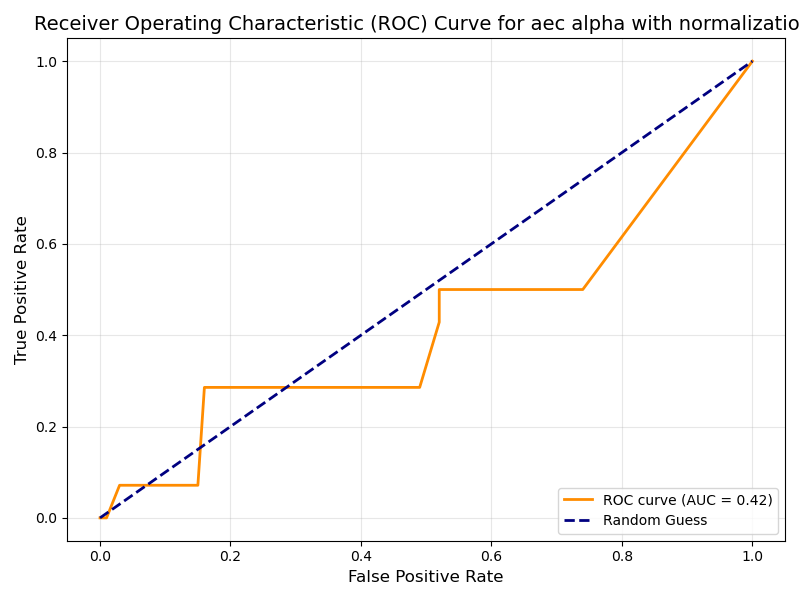 Receiver Operating Characteristic (ROC) Curve for aec alpha with normalizatio
True Positive Rate
1.0
0.8
0.6
0.4
0.2
0.0
0.0 0.2 0.4 0.6 0.8 1.0
False Positive Rate
ROC curve (AUC = 0.42)
Random Guess